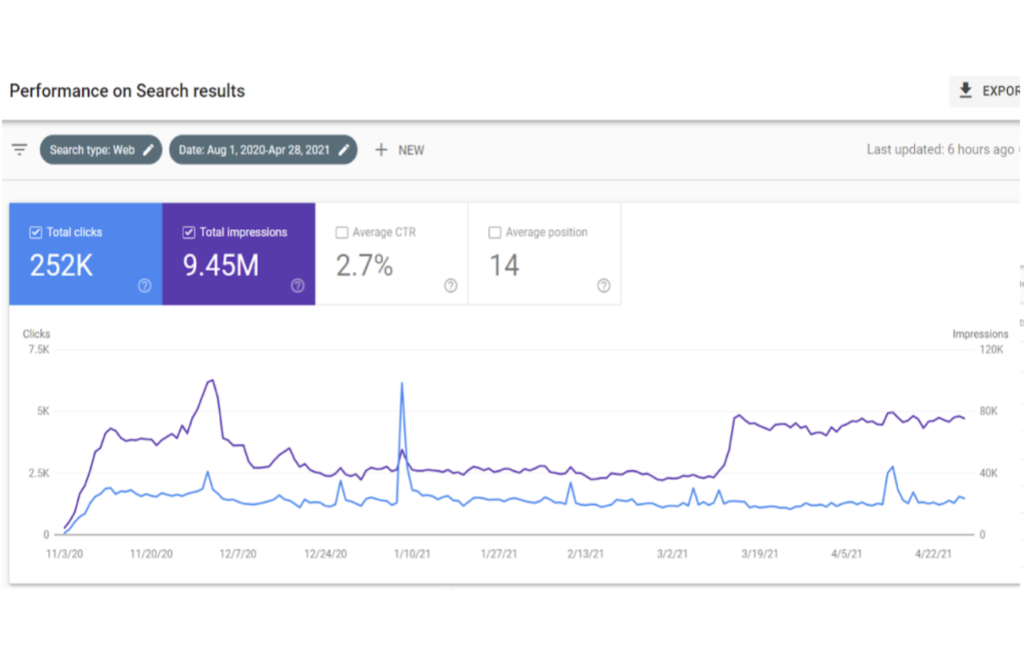 Performance on Search results
EXPOR
Search type: Web
Date: Aug 1, 2020-Apr 28, 2021
+ NEW
Last updated: 6 hours ago
Total clicks
252K
Total impressions
9.45M
Average CTR
2.7%
Average position
14
Clicks
Impressions
7.5K
5K
2.5K
0
120K
80K
40K
0
11/3/20 11/20/20 12/7/20 12/24/20 1/10/21 1/27/21 2/13/21 3/2/21 3/19/21 4/5/21 4/22/21